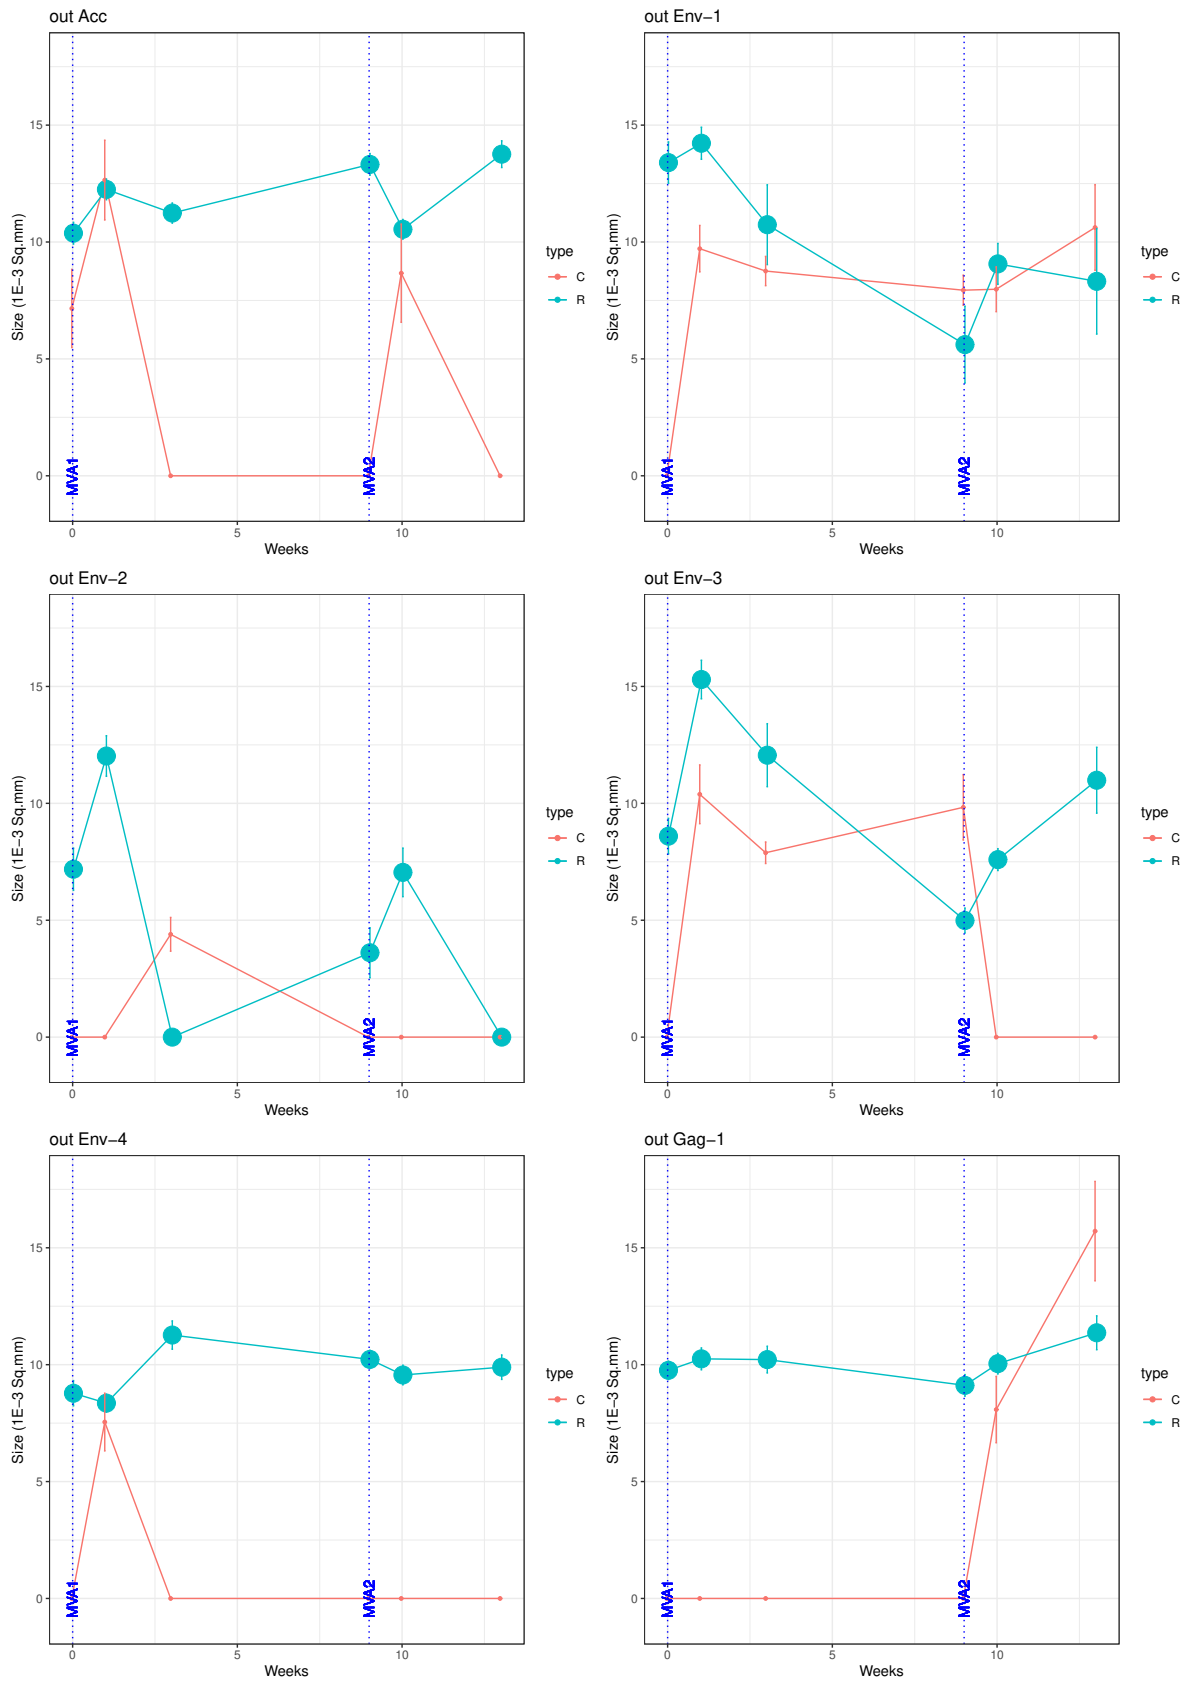 out Acc
Size (1E−3 Sq.mm)
15
10
5
0
MVA1
MVA2
0
5
10
Weeks
type
C
R
out Env−1
Size (1E−3 Sq.mm)
15
10
5
0
MVA1
MVA2
0
5
10
Weeks
type
C
R
out Env−2
Size (1E−3 Sq.mm)
15
10
5
0
MVA1
MVA2
0
5
10
Weeks
type
C
R
out Env−3
Size (1E−3 Sq.mm)
15
10
5
0
MVA1
MVA2
0
5
10
Weeks
type
C
R
out Env−4
Size (1E−3 Sq.mm)
15
10
5
0
MVA1
MVA2
0
5
10
Weeks
type
C
R
out Gag−1
Size (1E−3 Sq.mm)
15
10
5
0
MVA1
MVA2
0
5
10
Weeks
type
C
R